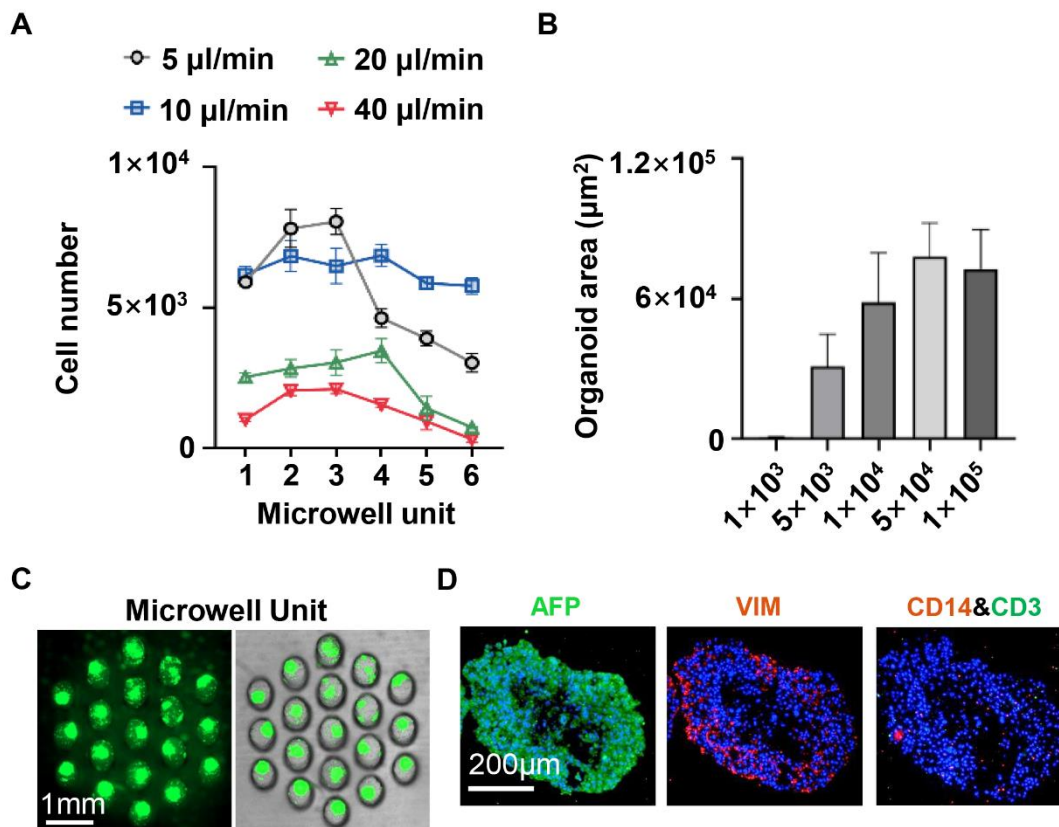 A
5 µl/min
20 µl/min
10 µl/min
40 µl/min
1×10⁴
5×10³
0
Cell number
1 2 3 4 5 6
Microwell unit
B
1.2×10⁵
6×10⁴
0
Organoid area (µm²)
1×10³
5×10³
1×10⁴
5×10⁴
1×10⁵
C
Microwell Unit
1mm
D
AFP
VIM
CD14&CD3
200µm